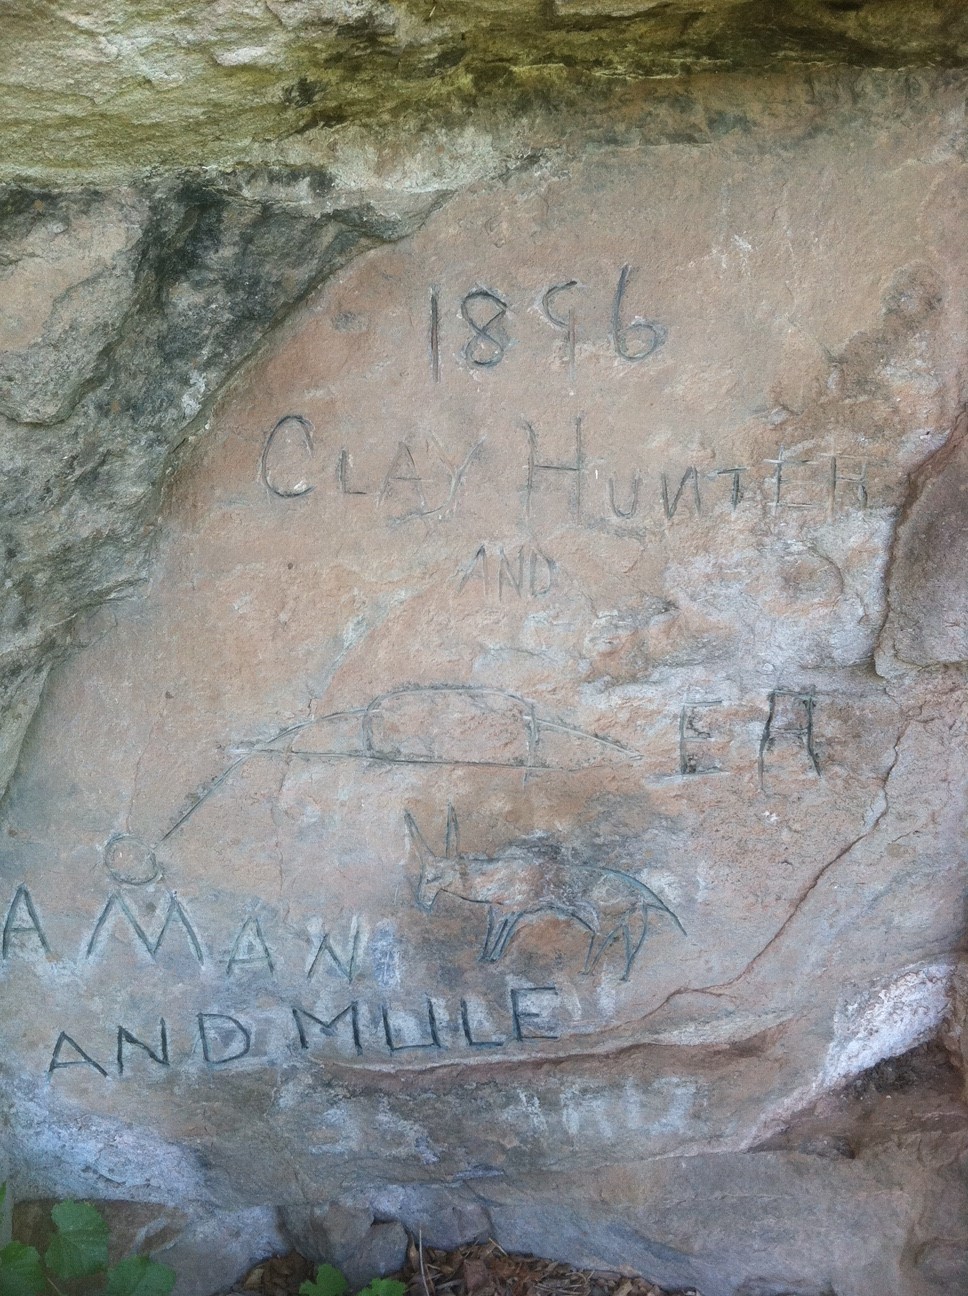 1896
CLAY HUNTER
AND
EA
A MAN
AND MULE